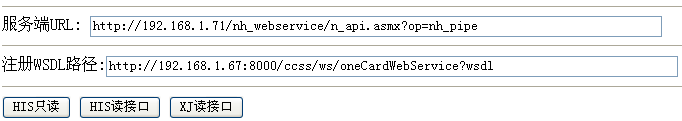 服务端URL: http://192.168.1.71/nh_webservice/n_api.asmx?op=nh_pipe
注册WSDL路径:http://192.168.1.67:8000/ccss/ws/oneCardWebService?wsdl
HIS只读 HIS读接口 XJ读接口